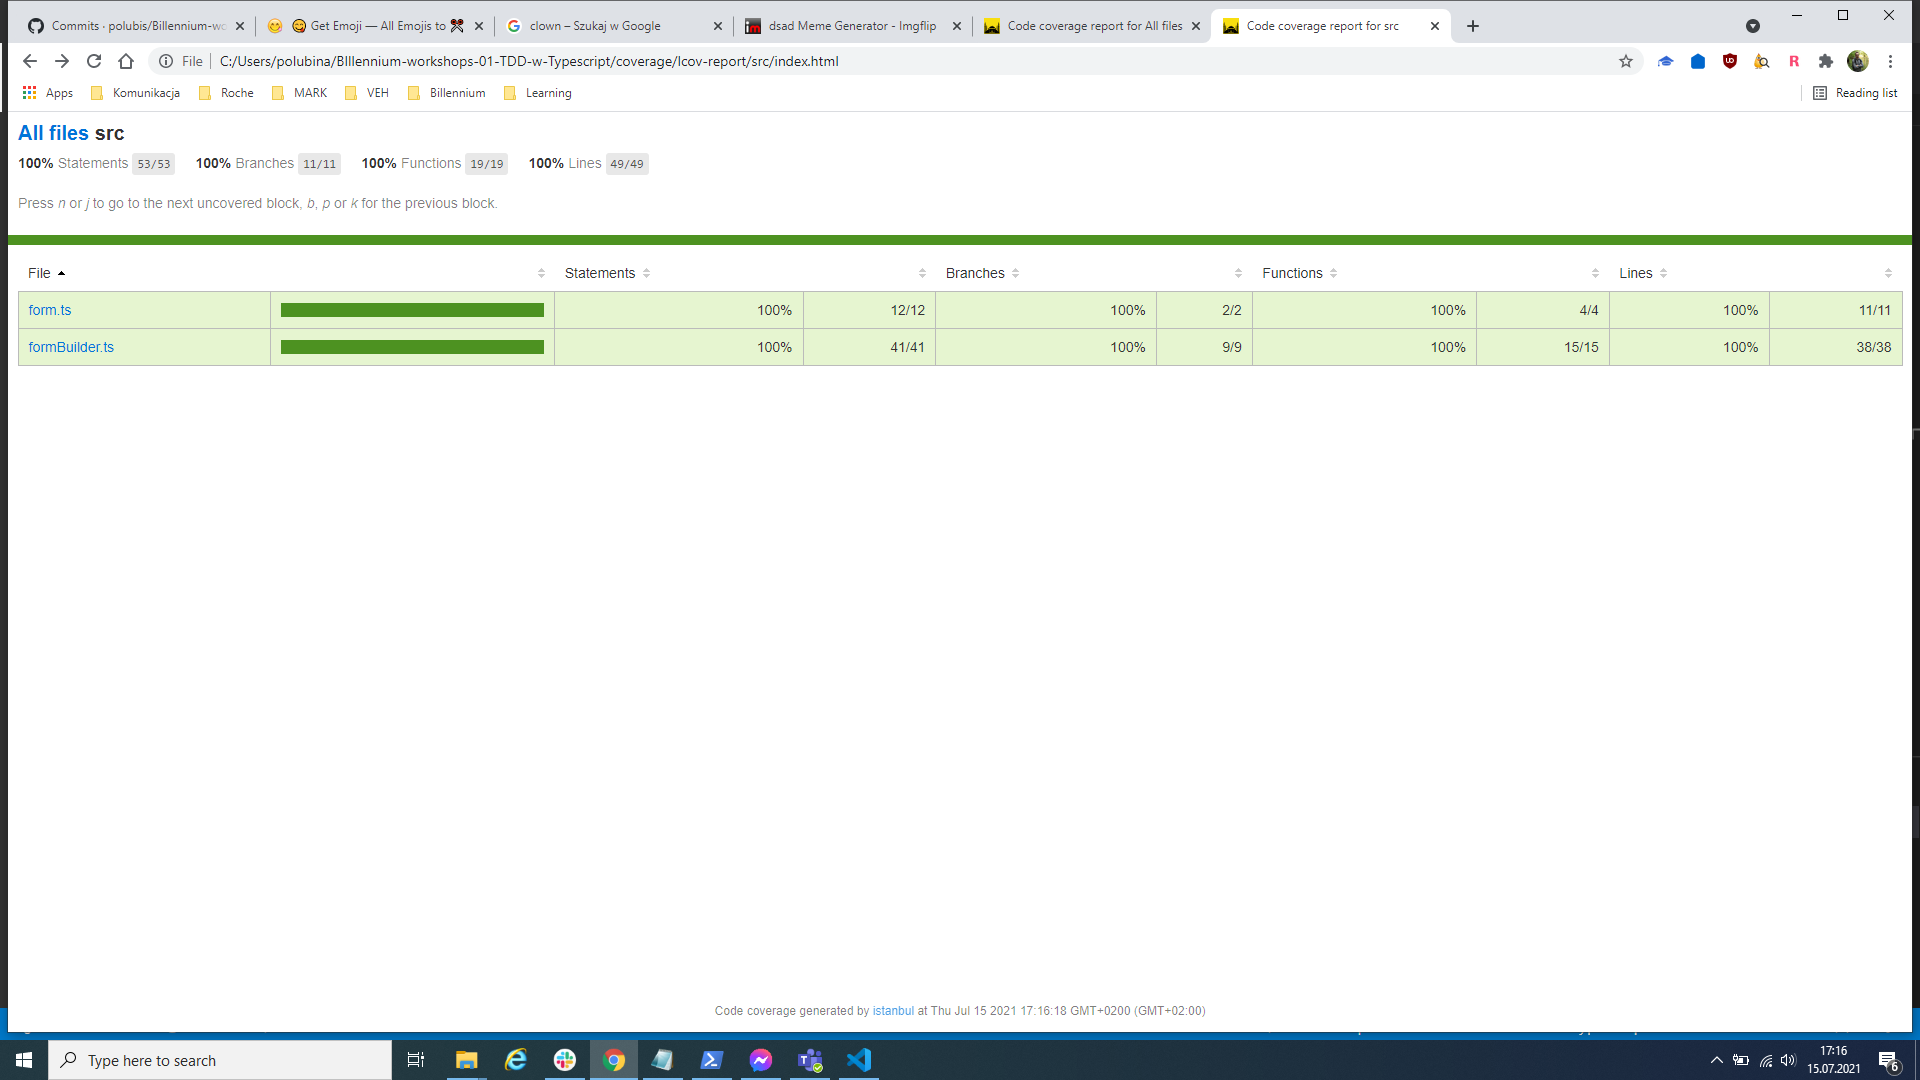 Commits · polubis/Billennium-wo
Get Emoji — All Emojis to
clown – Szukaj w Google
dsad Meme Generator - Imgflip
Code coverage report for All files
Code coverage report for src
File C:/Users/polubina/BIllennium-workshops-01-TDD-w-Typescript/coverage/lcov-report/src/index.html
Apps Komunikacja Roche MARK VEH Billennium Learning Reading list
All files src
100% Statements 53/53 100% Branches 11/11 100% Functions 19/19 100% Lines 49/49
Press n or j to go to the next uncovered block, b, p or k for the previous block.
File Statements Branches Functions Lines
form.ts 100% 12/12 100% 2/2 100% 4/4 100% 11/11
formBuilder.ts 100% 41/41 100% 9/9 100% 15/15 100% 38/38
Code coverage generated by istanbul at Thu Jul 15 2021 17:16:18 GMT+0200 (GMT+02:00)
Type here to search
17:16
15.07.2021
6